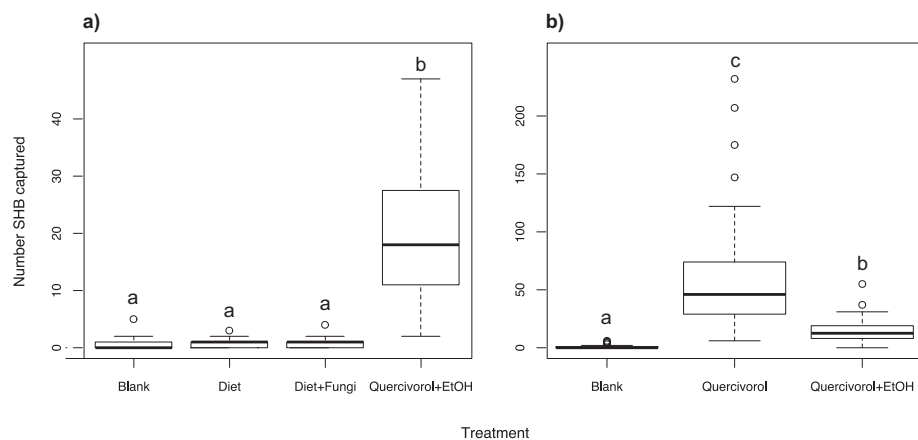 a)
b)
Number SHB captured
0 10 20 30 40
a a a b
Blank Diet Diet+Fungi Quercivorol+EtOH
0 50 100 150 200
a c b
Blank Quercivorol Quercivorol+EtOH
Treatment